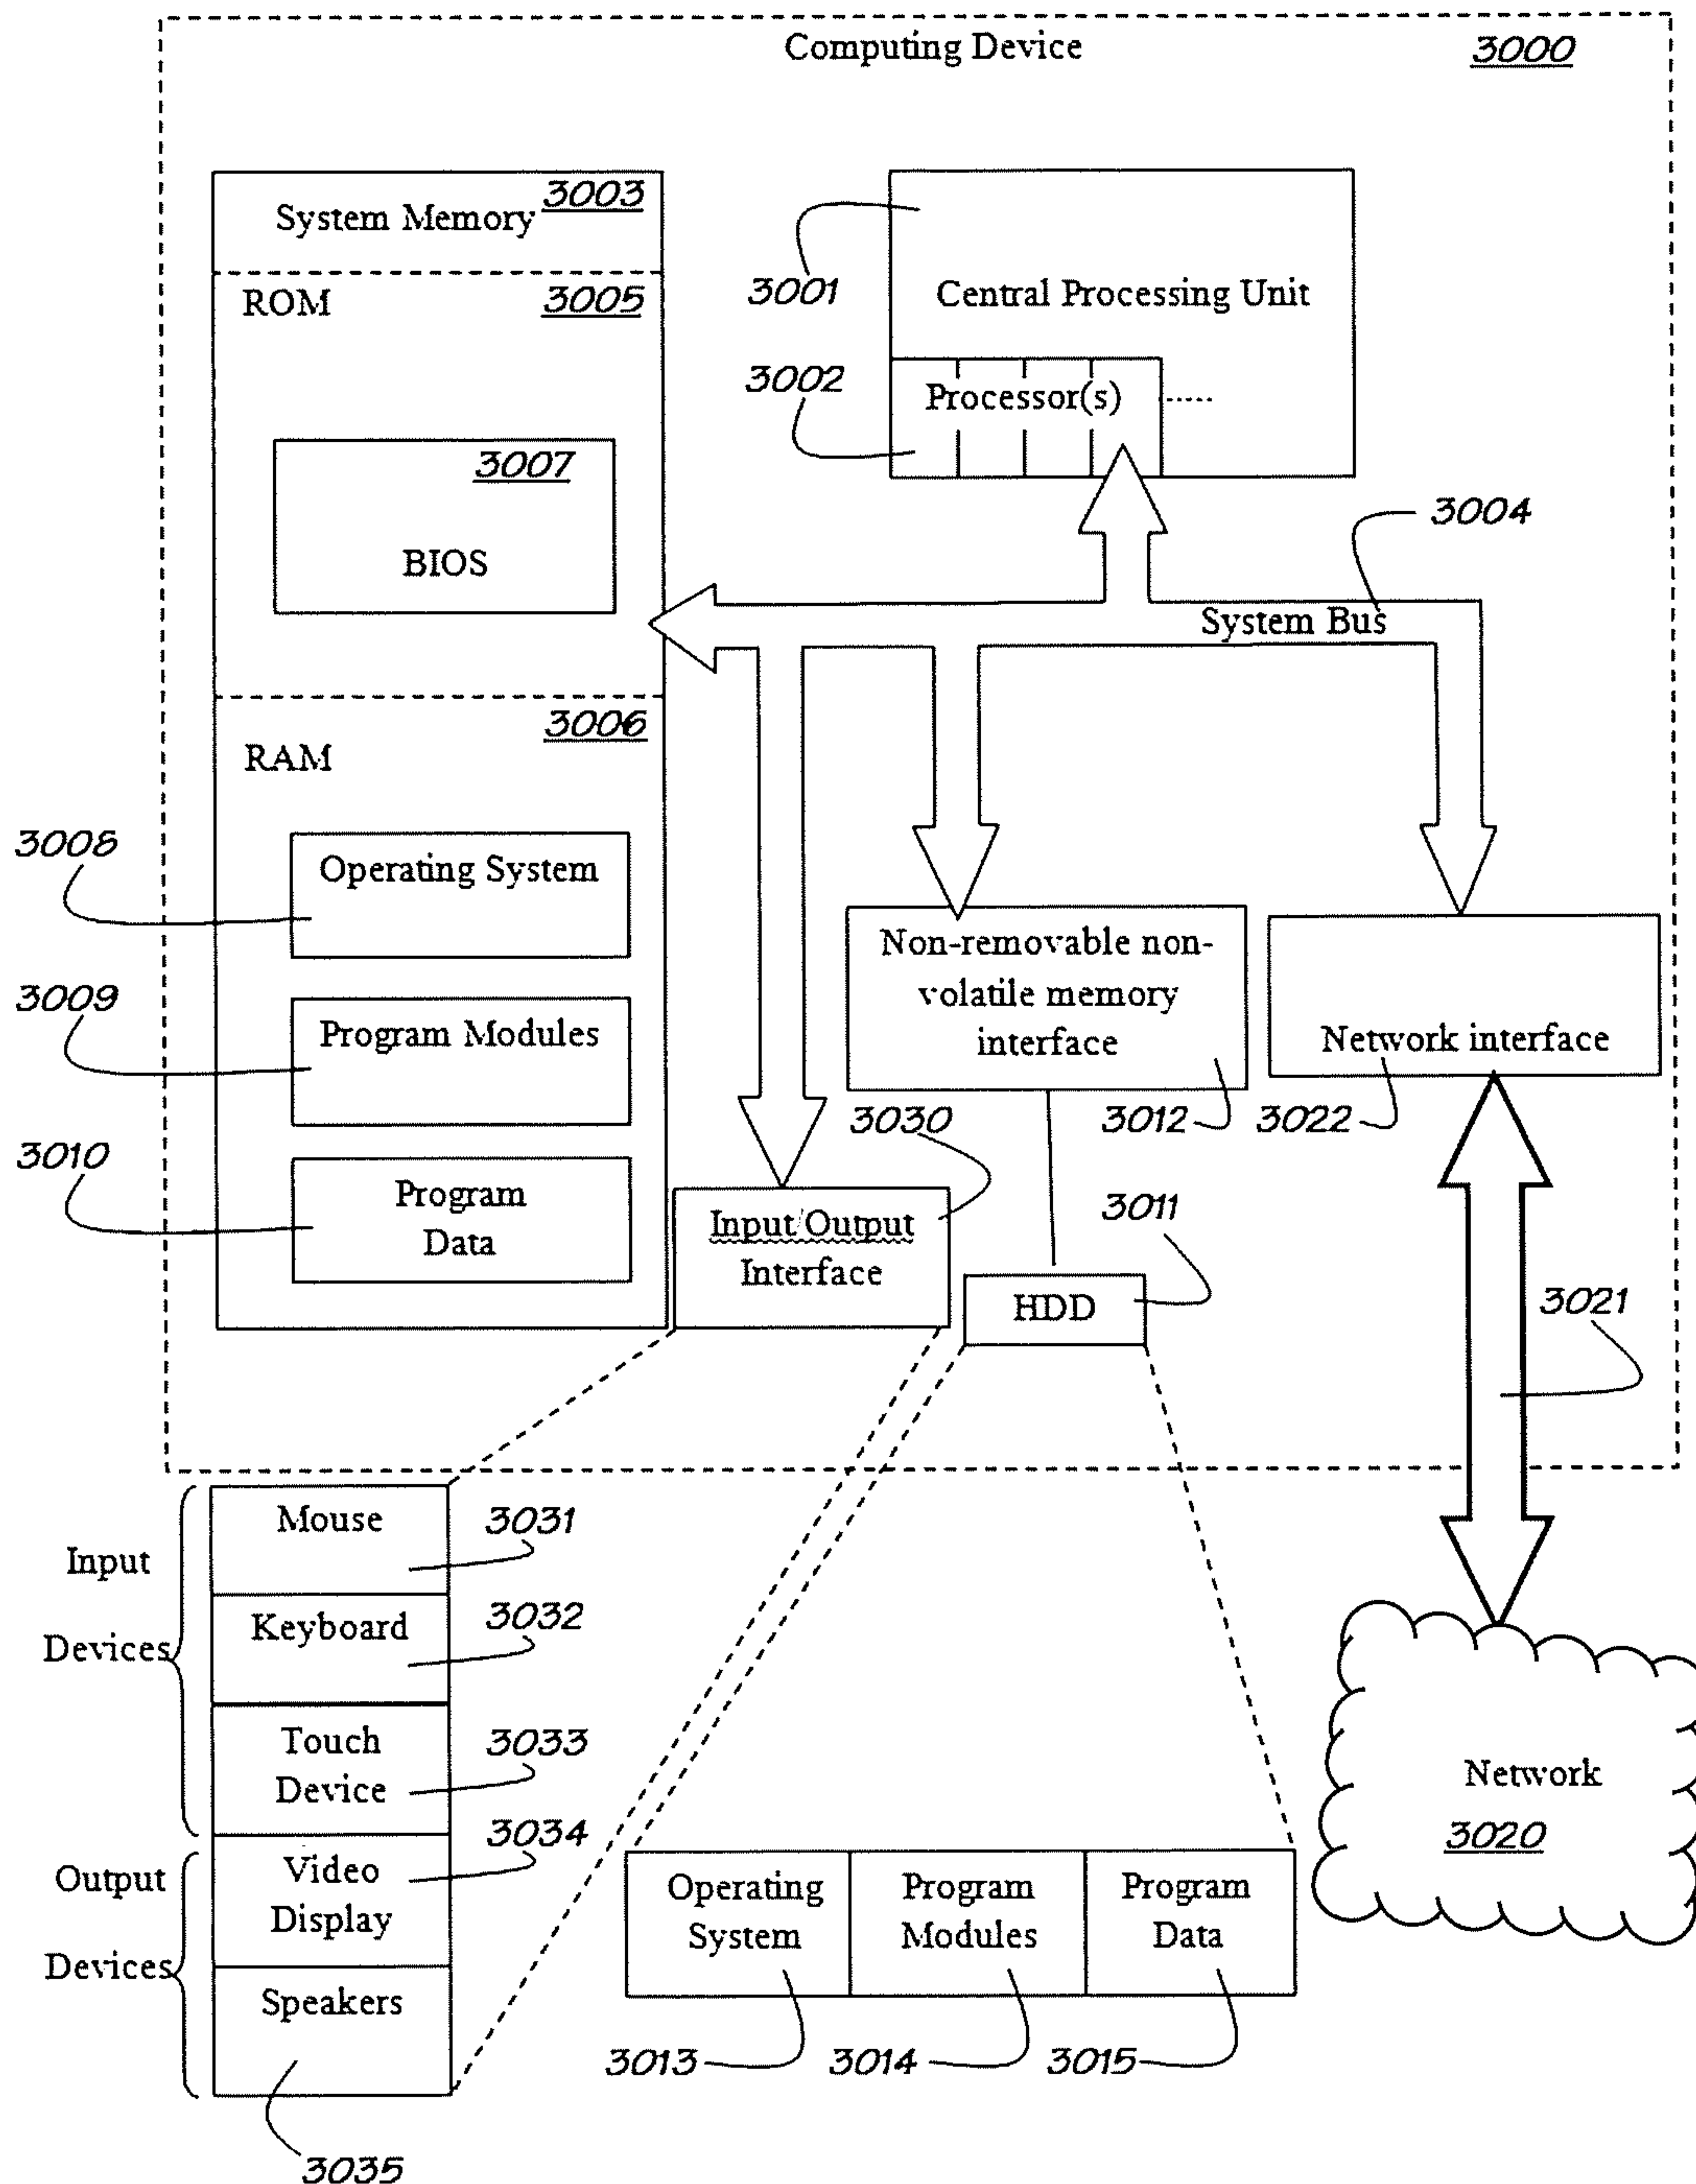 Computing Device
3000
System Memory
3003
ROM
3005
3007
BIOS
3001
Central Processing Unit
3002
Processor(s)
3004
System Bus
3006
RAM
3008
Operating System
3009
Program Modules
3010
Program
Data
Non-removable non-
volatile memory
interface
3012
Network interface
3022
3030
Input/Output
Interface
3011
HDD
3021
Input
Devices
Mouse
3031
Keyboard
3032
Touch
Device
3033
3034
Output
Devices
Video
Display
Speakers
3035
Operating
System
Program
Modules
Program
Data
3013
3014
3015
Network
3020